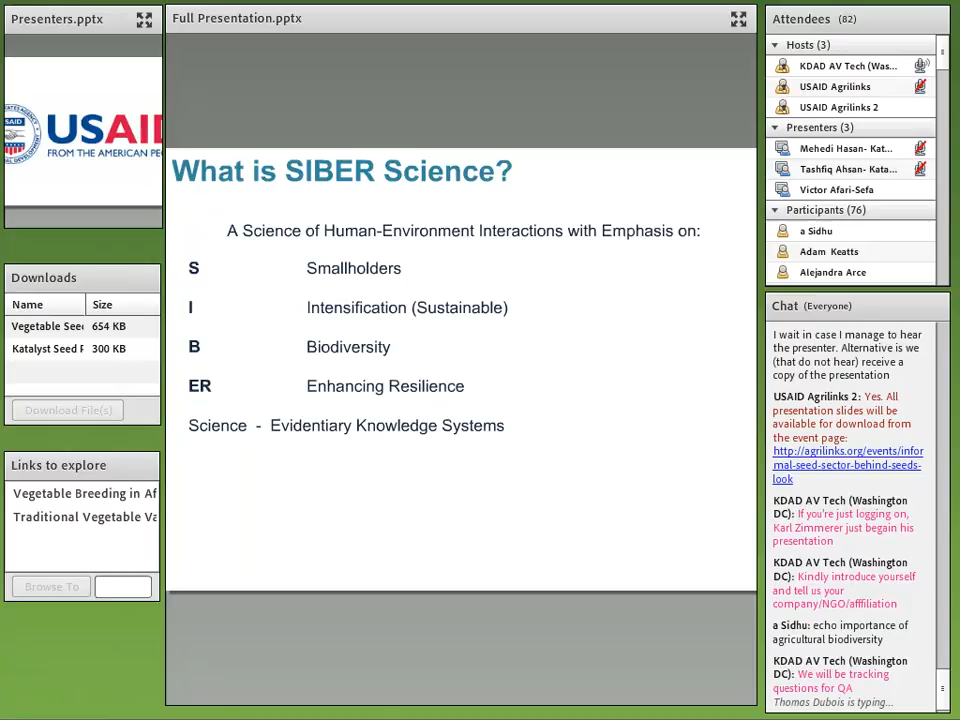 Presenters.pptx
USAID
USAI
FROM THE AMERICAN PE
Downloads
Name Size
Vegetable See 654 KB
Katalyst Seed F 300 KB
Download File(s)
Links to explore
Vegetable Breeding in Af
Traditional Vegetable Va
Browse To
Full Presentation.pptx
What is SIBER Science?
A Science of Human-Environment Interactions with Emphasis on:
S Smallholders
I Intensification (Sustainable)
B Biodiversity
ER Enhancing Resilience
Science - Evidentiary Knowledge Systems
Attendees (82)
Hosts (3)
KDAD AV Tech (Was...
USAID Agrilinks
USAID Agrilinks 2
Presenters (3)
Mehedi Hasan- Kat...
Tashfiq Ahsan- Kata...
Victor Afari-Sefa
Participants (76)
a Sidhu
Adam Keatts
Alejandra Arce
Chat (Everyone)
I wait in case I manage to hear
the presenter. Alternative is we
(that do not hear) receive a
copy of the presentation
USAID Agrilinks 2: Yes. All
presentation slides will be
available for download from
the event page:
http://agrilinks.org/events/infor
mal-seed-sector-behind-seeds-
look
KDAD AV Tech (Washington
DC): If you're just logging on,
Karl Zimmerer just begain his
presentation
KDAD AV Tech (Washington
DC): Kindly introduce yourself
and tell us your
company/NGO/afffiliation
a Sidhu: echo importance of
agricultural biodiversity
KDAD AV Tech (Washington
DC): We will be tracking
questions for QA
Thomas Dubois is typing...